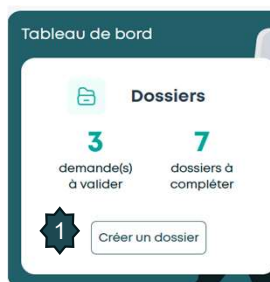 Tableau de bord
Dossiers
3 7
demande(s) dossiers à
à valider compléter
1 Créer un dossier